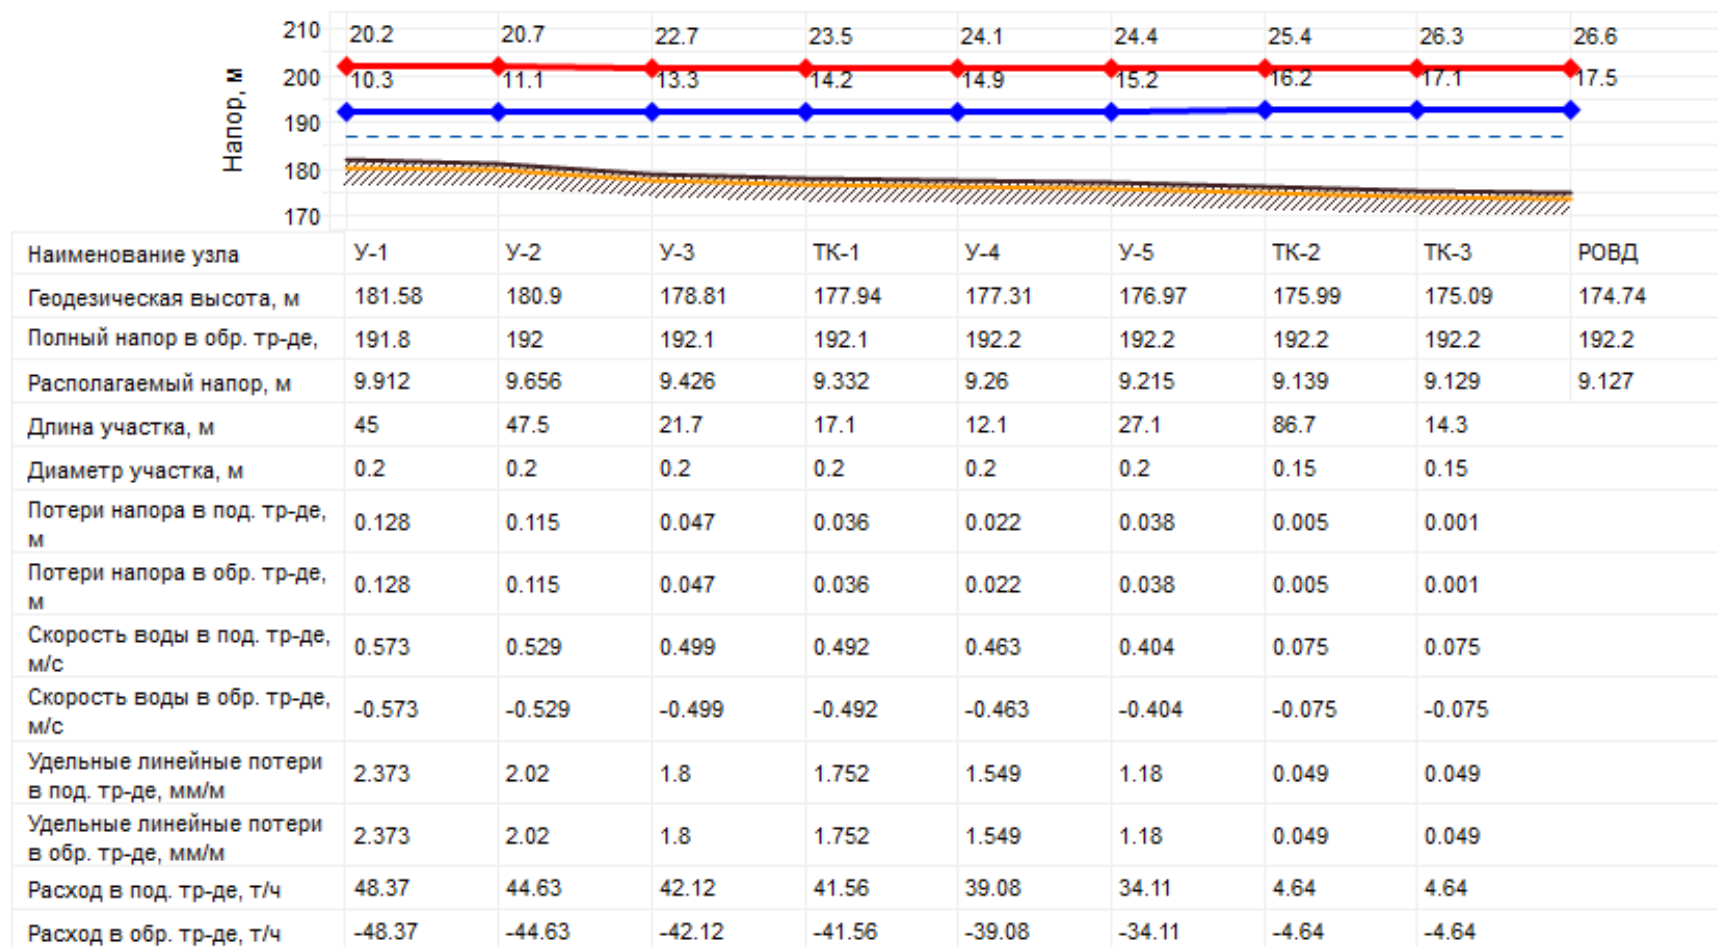 210 20.2 20.7 22.7 23.5 24.1 24.4 25.4 26.3 26.6
200 10.3 11.1 13.3 14.2 14.9 15.2 16.2 17.1 17.5
190
180
170
Напор, м
Наименование узла У-1 У-2 У-3 ТК-1 У-4 У-5 ТК-2 ТК-3 РОВД
Геодезическая высота, м 181.58 180.9 178.81 177.94 177.31 176.97 175.99 175.09 174.74
Полный напор в обр. тр-де, 191.8 192 192.1 192.1 192.2 192.2 192.2 192.2 192.2
Располагаемый напор, м 9.912 9.656 9.426 9.332 9.26 9.215 9.139 9.129 9.127
Длина участка, м 45 47.5 21.7 17.1 12.1 27.1 86.7 14.3
Диаметр участка, м 0.2 0.2 0.2 0.2 0.2 0.2 0.15 0.15
Потери напора в под. тр-де,
м 0.128 0.115 0.047 0.036 0.022 0.038 0.005 0.001
Потери напора в обр. тр-де,
м 0.128 0.115 0.047 0.036 0.022 0.038 0.005 0.001
Скорость воды в под. тр-де,
м/с 0.573 0.529 0.499 0.492 0.463 0.404 0.075 0.075
Скорость воды в обр. тр-де,
м/с -0.573 -0.529 -0.499 -0.492 -0.463 -0.404 -0.075 -0.075
Удельные линейные потери
в под. тр-де, мм/м 2.373 2.02 1.8 1.752 1.549 1.18 0.049 0.049
Удельные линейные потери
в обр. тр-де, мм/м 2.373 2.02 1.8 1.752 1.549 1.18 0.049 0.049
Расход в под. тр-де, т/ч 48.37 44.63 42.12 41.56 39.08 34.11 4.64 4.64
Расход в обр. тр-де, т/ч -48.37 -44.63 -42.12 -41.56 -39.08 -34.11 -4.64 -4.64